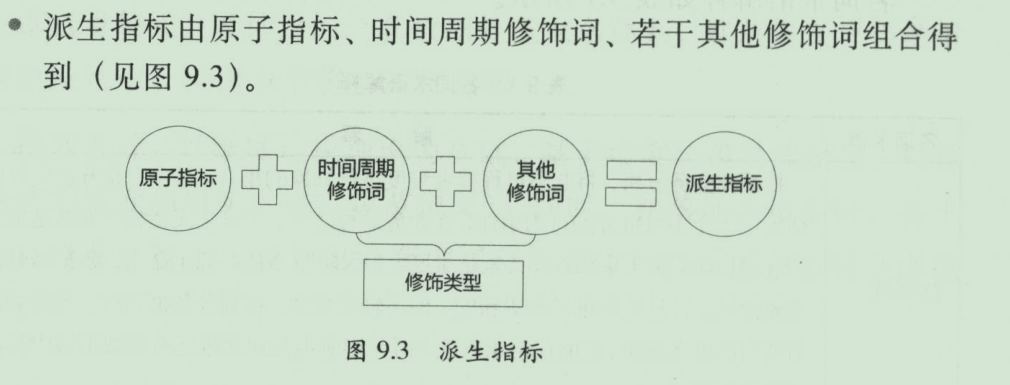 • 派生指标由原子指标、时间周期修饰词、若干其他修饰词组合得
到（见图 9.3）。
原子指标
时间周期
修饰词
其他
修饰词
派生指标
修饰类型
图 9.3 派生指标